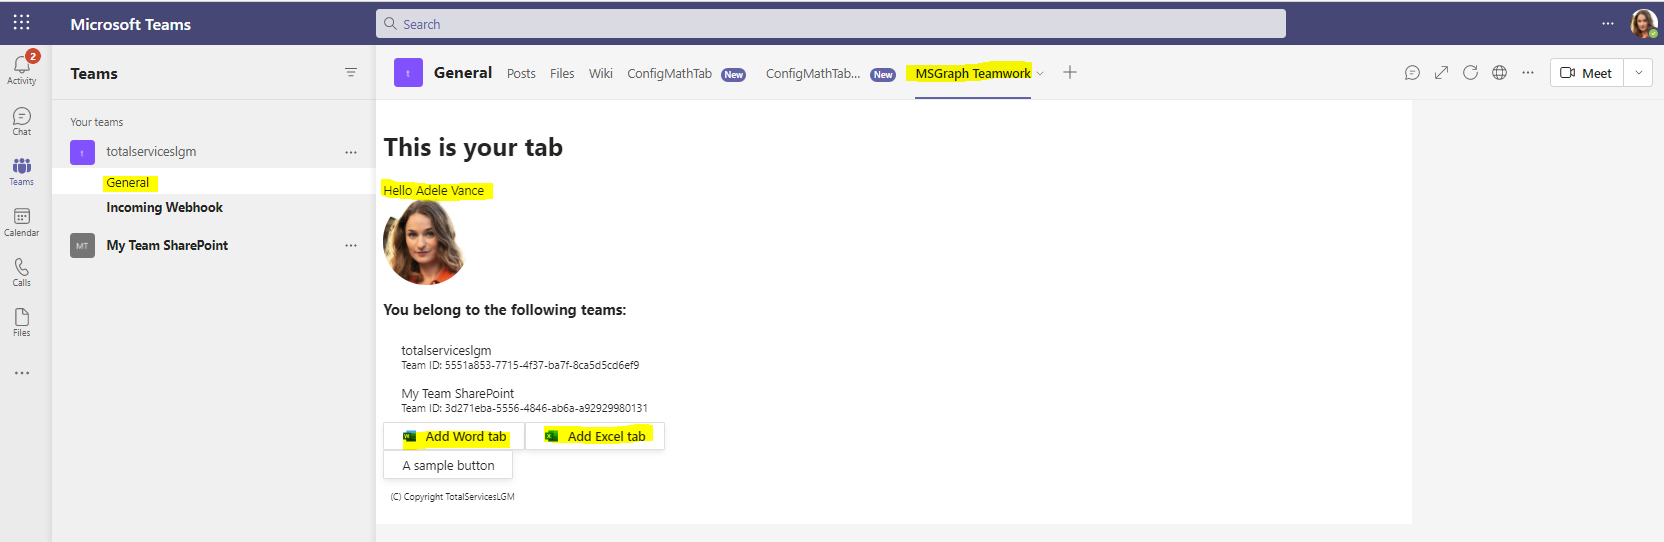 Microsoft Teams
Search
2
Activity
Chat
Teams
Calendar
Calls
Files
Teams
Your teams
t totalserviceslgm
General
Incoming Webhook
MT My Team SharePoint
t General Posts Files Wiki ConfigMathTab New ConfigMathTab... New MSGraph Teamwork Meet
This is your tab
Hello Adele Vance
You belong to the following teams:
totalserviceslgm
Team ID: 5551a853-7715-4f37-ba7f-8ca5d5cd6ef9
My Team SharePoint
Team ID: 3d271eba-5556-4846-ab6a-a92929980131
Add Word tab Add Excel tab
A sample button
(C) Copyright TotalServicesLGM